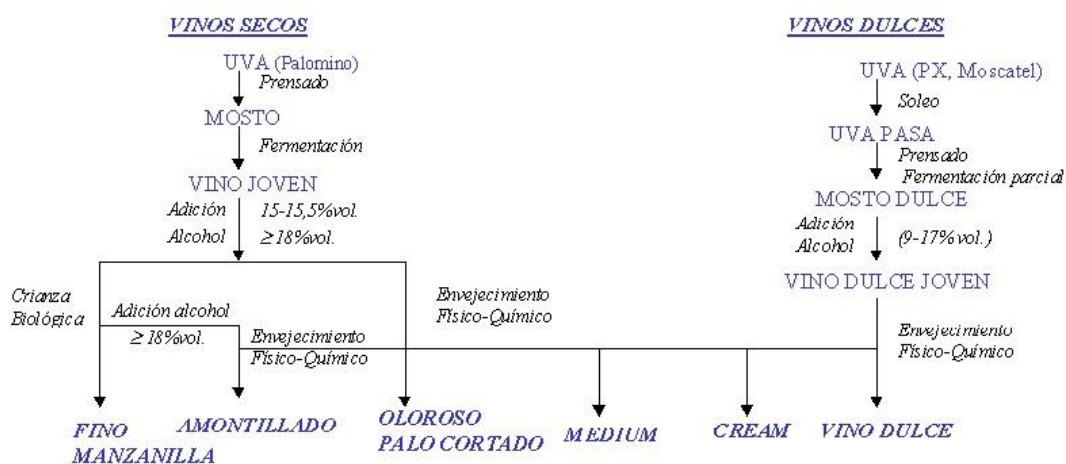 VINOS SECOS
UVA (Palomino)
Prensado
MOSTO
Fermentación
VINO JOVEN
Adición 15-15,5%vol.
Alcohol ≥18%vol.
Crianza
Biológica
Adición alcohol
≥18%vol.
Envejecimiento
Físico-Químico
Envejecimiento
Físico-Químico
VINOS DULCES
UVA (PX, Moscatel)
Soleo
UVA PASA
Prensado
Fermentación parcial
MOSTO DULCE
Adición
Alcohol
(9-17%vol.)
VINO DULCE JOVEN
Envejecimiento
Físico-Químico
FINO
MANZANILLA
AMONTILLADO
OLOROSO
PALO CORTADO
MEDIUM
CREAM
VINO DULCE